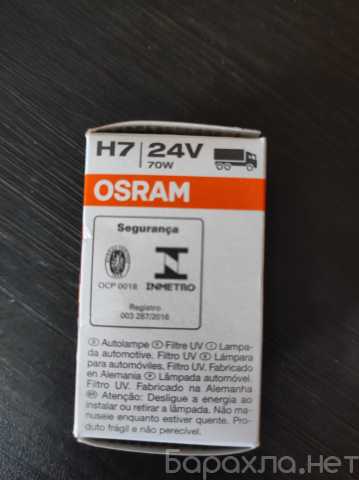 H7 | 24V
70W
OSRAM
Segurança
OCP 0018
INMETRO
Registro
003 287/2016
Autolampe Filtre UV Lampa-
da automotive. Filtro UV Lámpara
para automóviles. Filtro UV. Fabricado
en Alemania Lâmpada automóvel.
Filtro UV. Fabricado na Alemanha
Atenção: Desligue a energia ao
instalar ou retirar a lâmpada. Não ma-
nuseie enquanto estiver quente. Pro-
duto frágil e não perecível.
Барахла.нет